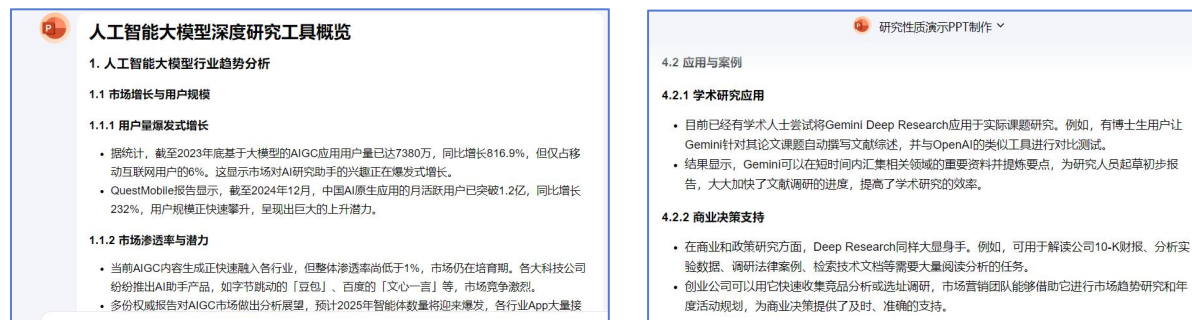 人工智能大模型深度研究工具概览
1. 人工智能大模型行业趋势分析
1.1 市场增长与用户规模
1.1.1 用户量爆发式增长
• 据统计，截至2023年底基于大模型的AIGC应用用户量已达7380万，同比增长816.9%，但仅占移
动互联网用户的6%。这显示市场对AI研究助手的兴趣正在爆发式增长。
• QuestMobile报告显示，截至2024年12月，中国AI原生应用的月活跃用户已突破1.2亿，同比增长
232%，用户规模正快速攀升，呈现出巨大的上升潜力。
1.1.2 市场渗透率与潜力
• 当前AIGC内容生成正快速融入各行业，但整体渗透率尚低于1%，市场仍在培育期。各大科技公司
纷纷推出AI助手产品，如字节跳动的「豆包」、百度的「文心一言」等，市场竞争激烈。
• 多份权威报告对AIGC市场做出分析展望，预计2025年智能体数量将迎来爆发，各行业App大量接
研究性质演示PPT制作
4.2 应用与案例
4.2.1 学术研究应用
• 目前已经有学术人士尝试将Gemini Deep Research应用于实际课题研究。例如，有博士生用户让
Gemini针对其论文课题自动撰写文献综述，并与OpenAI的类似工具进行对比测试。
• 结果显示，Gemini可以在短时间内汇集相关领域的重要资料并提炼要点，为研究人员起草初步报
告，大大加快了文献调研的进度，提高了学术研究的效率。
4.2.2 商业决策支持
• 在商业和政策研究方面，Deep Research同样大显身手。例如，可用于解读公司10-K财报、分析实
验数据、调研法律案例、检索技术文档等需要大量阅读分析的任务。
• 创业公司可以用它快速收集竞品分析或选址调研，市场营销团队能够借助它进行市场趋势研究和年
度活动规划，为商业决策提供了及时、准确的支持。